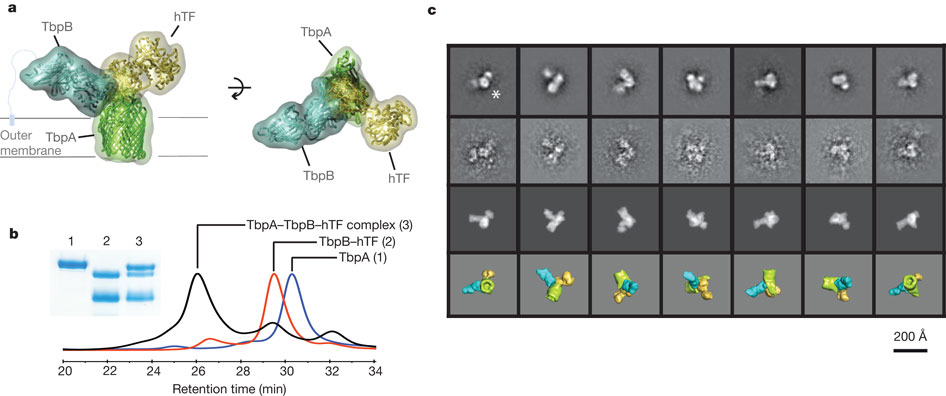 a
TbpB
hTF
TbpA
Outer
membrane
TbpA
TbpB
hTF
b
1 2 3
TbpA–TbpB–hTF complex (3)
TbpB–hTF (2)
TbpA (1)
20 22 24 26 28 30 32 34
Retention time (min)
c
*
200 Å